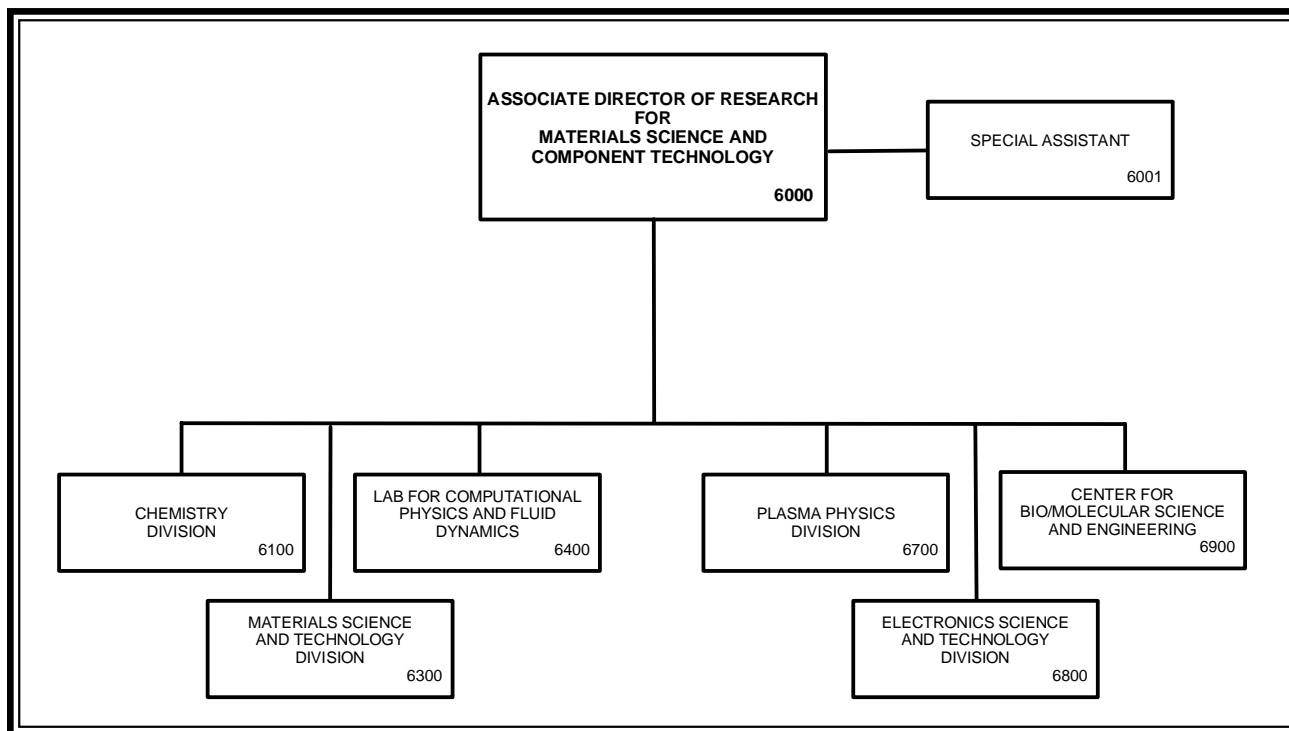 ASSOCIATE DIRECTOR OF RESEARCH
FOR
MATERIALS SCIENCE AND
COMPONENT TECHNOLOGY
6000
SPECIAL ASSISTANT
6001
CHEMISTRY
DIVISION
6100
LAB FOR COMPUTATIONAL
PHYSICS AND FLUID
DYNAMICS
6400
PLASMA PHYSICS
DIVISION
6700
CENTER FOR
BIO/MOLECULAR SCIENCE
AND ENGINEERING
6900
MATERIALS SCIENCE
AND TECHNOLOGY
DIVISION
6300
ELECTRONICS SCIENCE
AND TECHNOLOGY
DIVISION
6800